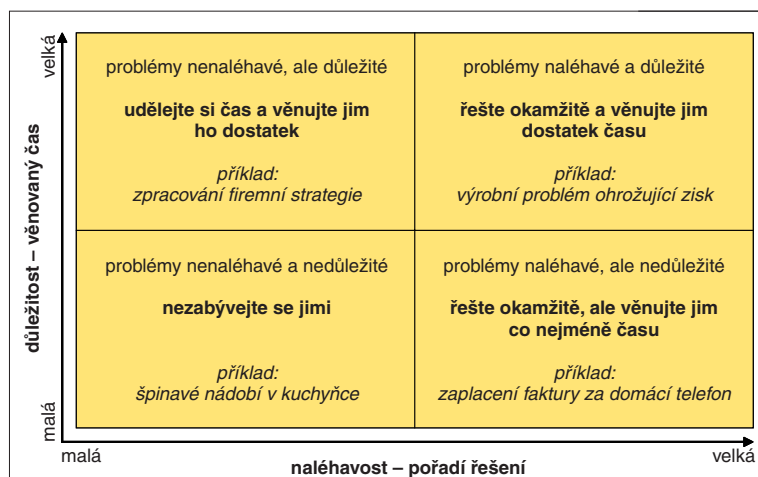 velká
problémy nenaléhavé, ale důležité
udělejte si čas a věnujte jim
ho dostatek
příklad:
zpracování firemní strategie
problémy naléhavé a důležité
řešte okamžitě a věnujte jim
dostatek času
příklad:
výrobní problém ohrožující zisk
důležitost – věnovaný čas
problémy nenaléhavé a nedůležité
nezabývejte se jimi
příklad:
špinavé nádobí v kuchyňce
problémy naléhavé, ale nedůležité
řešte okamžitě, ale věnujte jim
co nejméně času
příklad:
zaplacení faktury za domácí telefon
malá
malá
naléhavost – pořadí řešení
velká